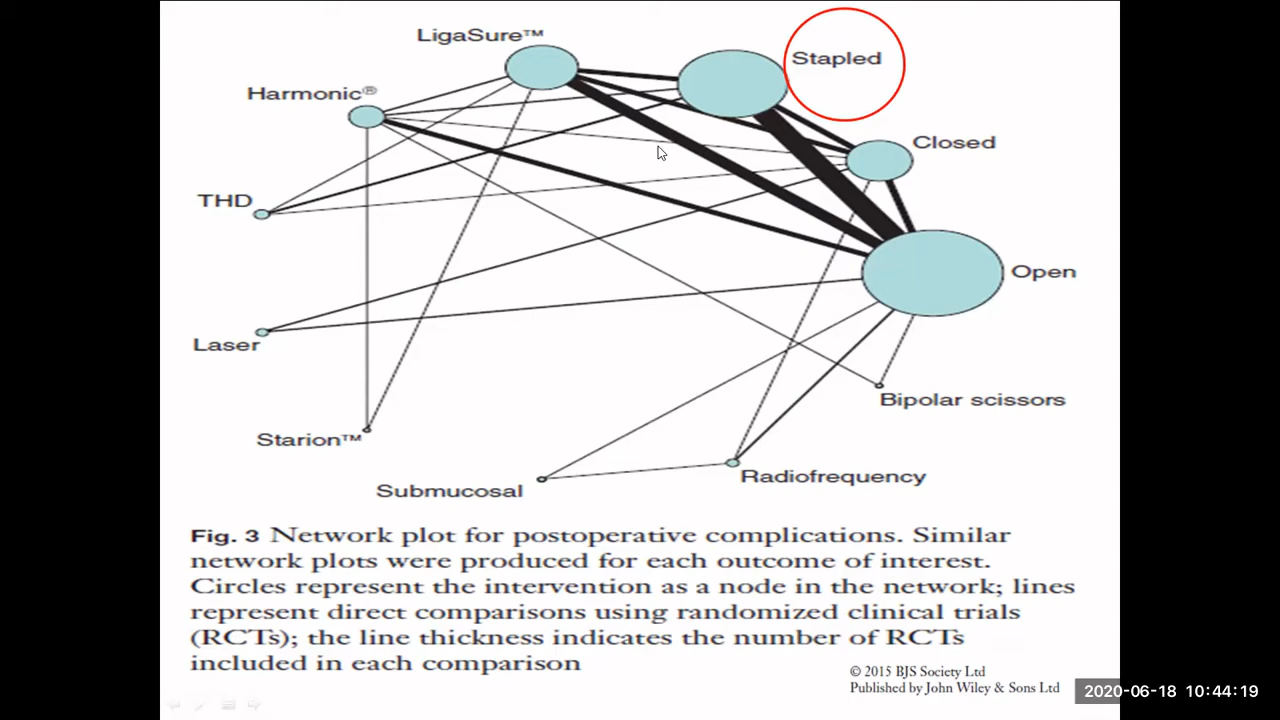 LigaSure™
Stapled
Harmonic®
Closed
THD
Open
Laser
Bipolar scissors
Starion™
Radiofrequency
Submucosal
Fig. 3 Network plot for postoperative complications. Similar
network plots were produced for each outcome of interest.
Circles represent the intervention as a node in the network; lines
represent direct comparisons using randomized clinical trials
(RCTs); the line thickness indicates the number of RCTs
included in each comparison
© 2015 BJS Society Ltd
Published by John Wiley & Sons Ltd
2020-06-18 10:44:19